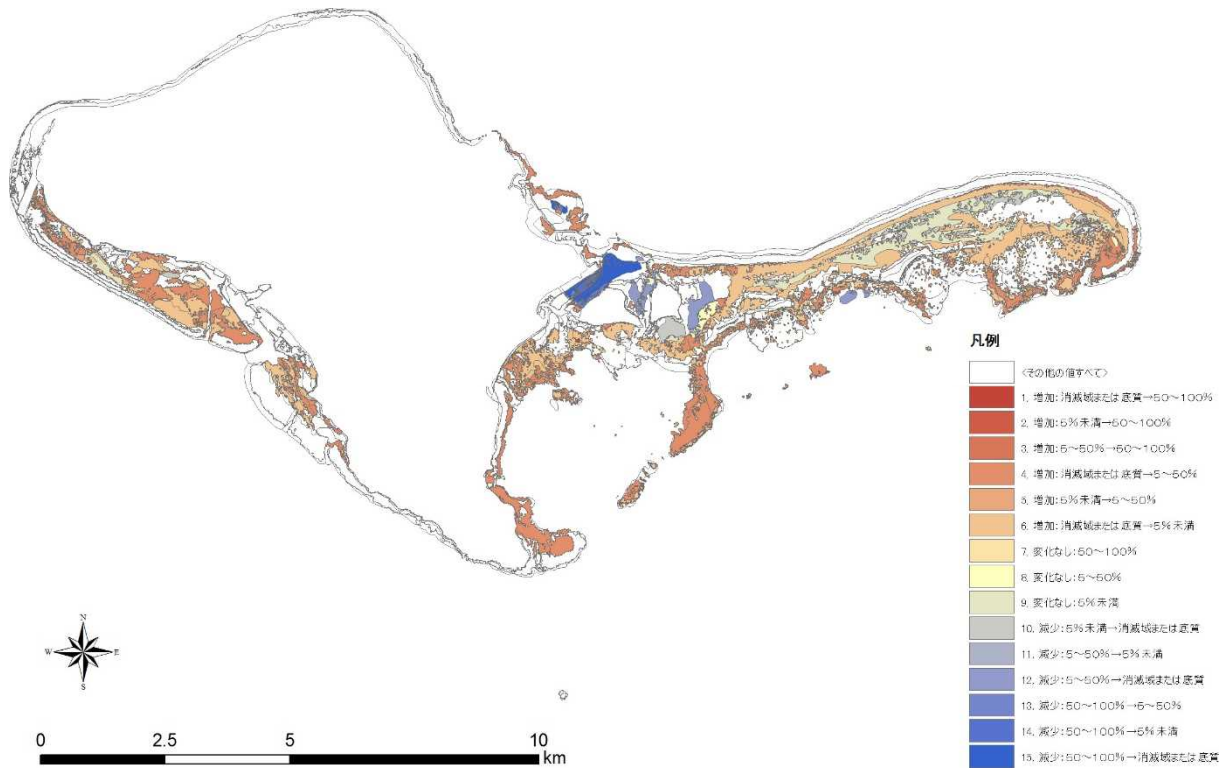 凡例
<その他の値すべて>
1. 増加:消滅域または底質→50～100%
2. 増加:5%未満→50～100%
3. 増加:5～50%→50～100%
4. 増加:消滅域または底質→5～50%
5. 増加:5%未満→5～50%
6. 増加:消滅域または底質→5%未満
7. 変化なし:50～100%
8. 変化なし:5～50%
9. 変化なし:5%未満
10. 減少:5%未満→消滅域または底質
11. 減少:5～50%→5%未満
12. 減少:5～50%→消滅域または底質
13. 減少:50～100%→5～50%
14. 減少:50～100%→5%未満
15. 減少:50～100%→消滅域または底質
N
W E
S
0 2.5 5 10
km